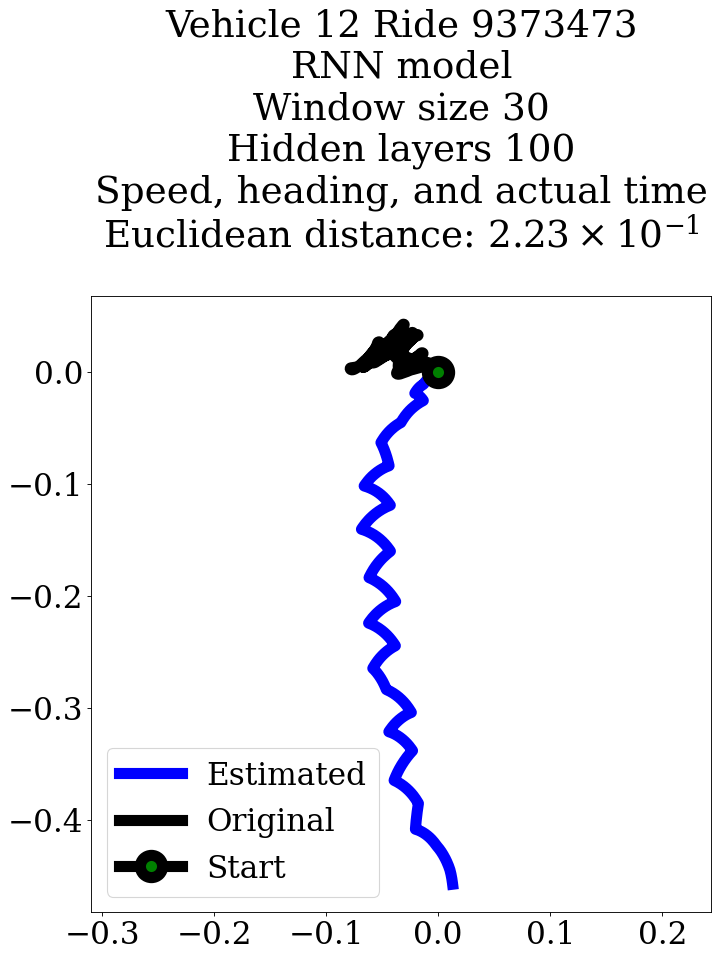 Vehicle 12 Ride 9373473
RNN model
Window size 30
Hidden layers 100
Speed, heading, and actual time
Euclidean distance: 2.23 × 10⁻¹
0.0
−0.1
−0.2
−0.3
−0.4
Estimated
Original
Start
−0.3 −0.2 −0.1 0.0 0.1 0.2